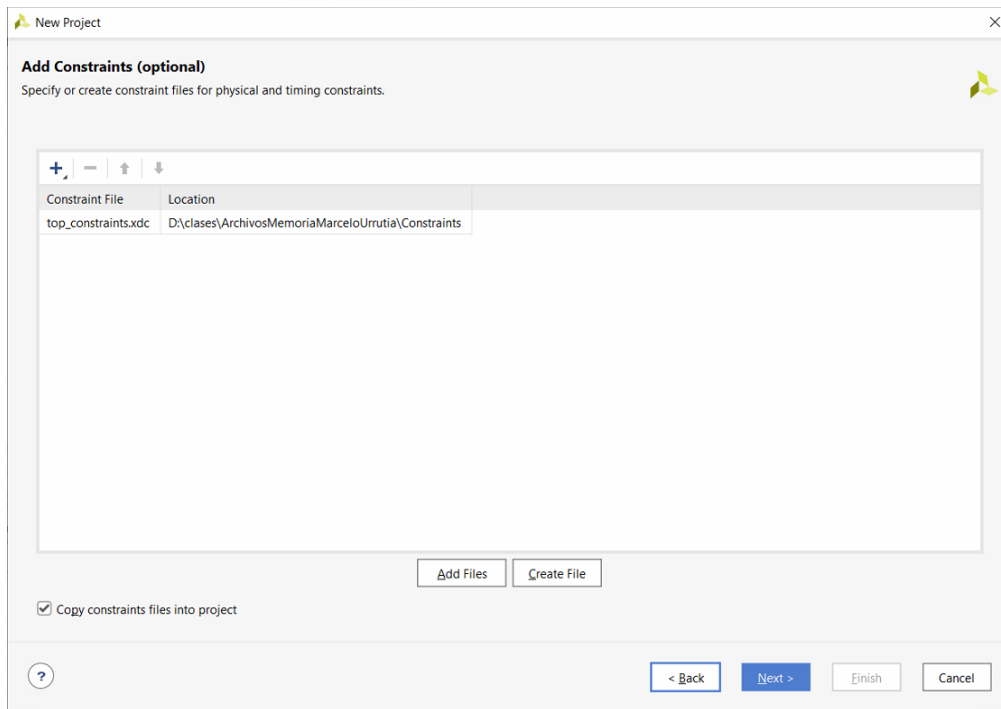 New Project
Add Constraints (optional)
Specify or create constraint files for physical and timing constraints.
Constraint File Location
top_constraints.xdc D:\clases\ArchivosMemoriaMarceloUrrutia\Constraints
Add Files Create File
Copy constraints files into project
? < Back Next > Finish Cancel